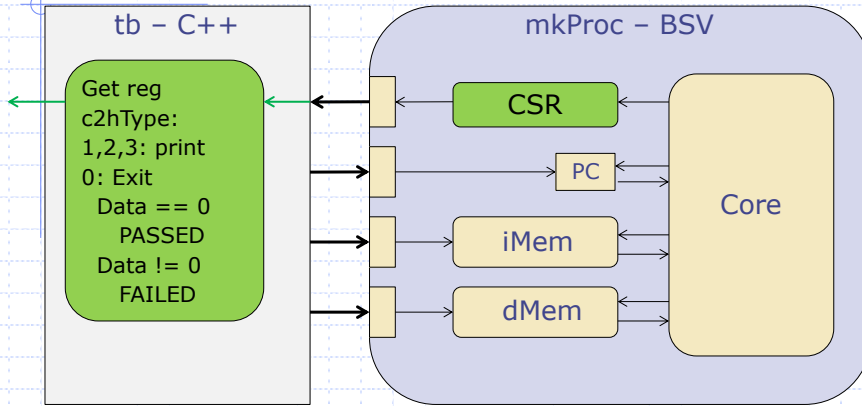 tb – C++
mkProc – BSV
Get reg
c2hType:
1,2,3: print
0: Exit
Data == 0
PASSED
Data != 0
FAILED
CSR
PC
iMem
dMem
Core